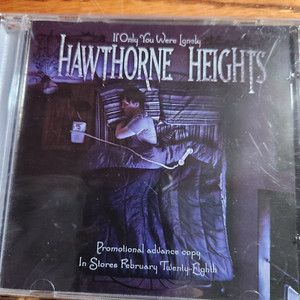 If Only You Were Lonely
HAWTHORNE HEIGHTS
Promotional advance copy
In Stores February Twenty-Eighth